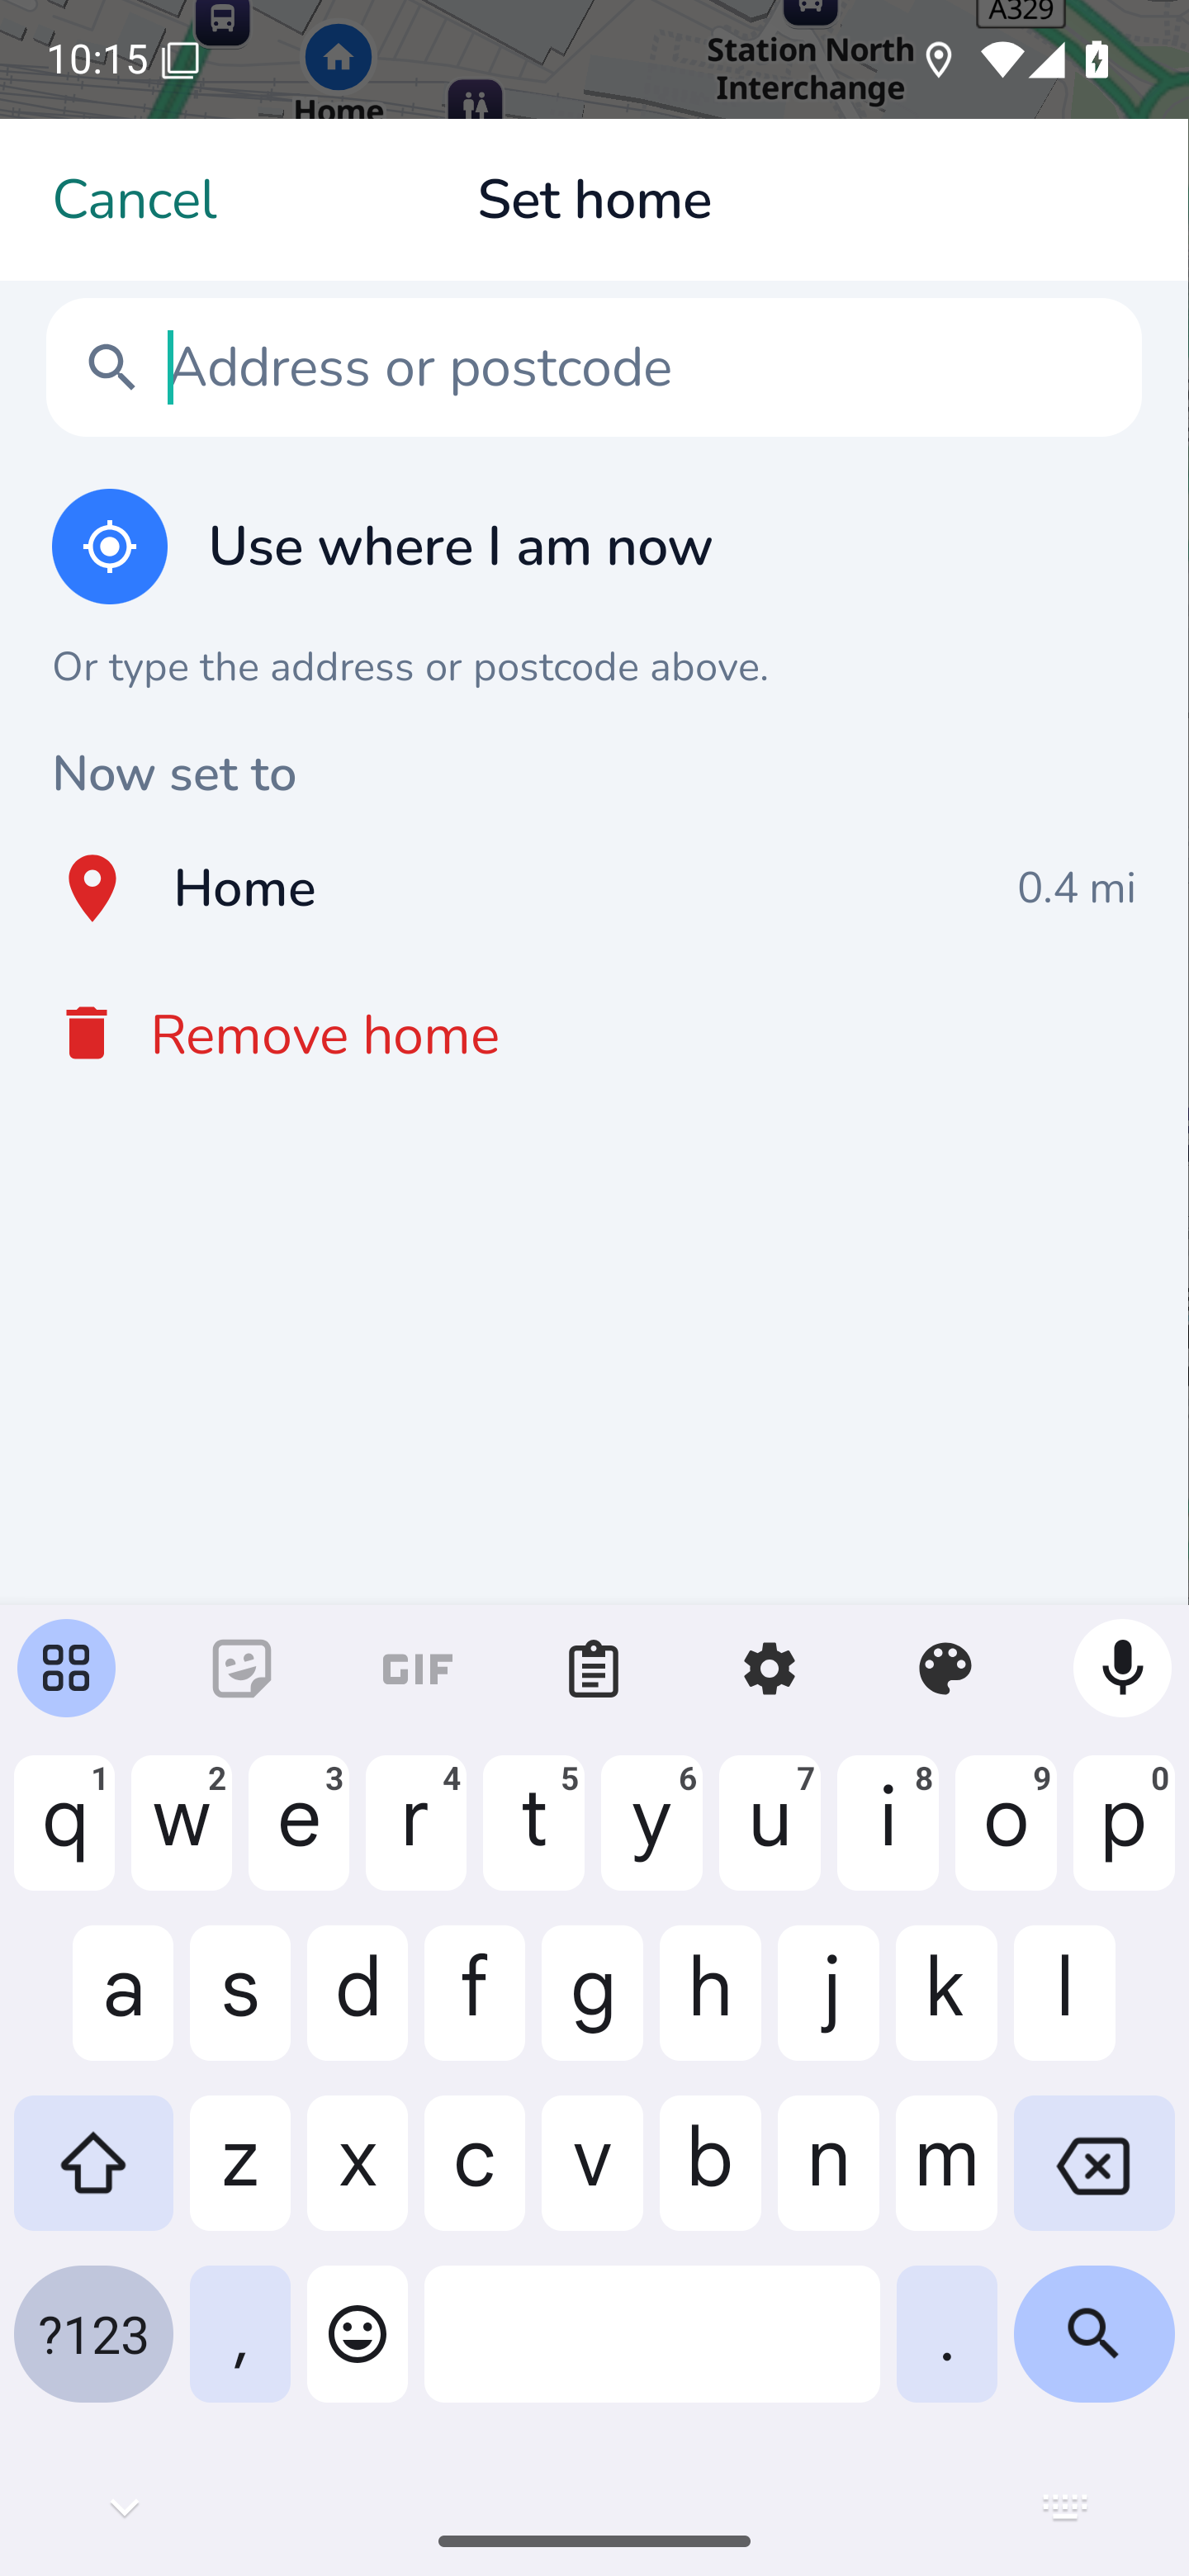 A329
10:15
Station North
Interchange
Home
Cancel
Set home
Address or postcode
Use where I am now
Or type the address or postcode above.
Now set to
Home
0.4 mi
Remove home
GIF
1 2 3 4 5 6 7 8 9 0
q w e r t y u i o p
a s d f g h j k l
z x c v b n m
?123 , .